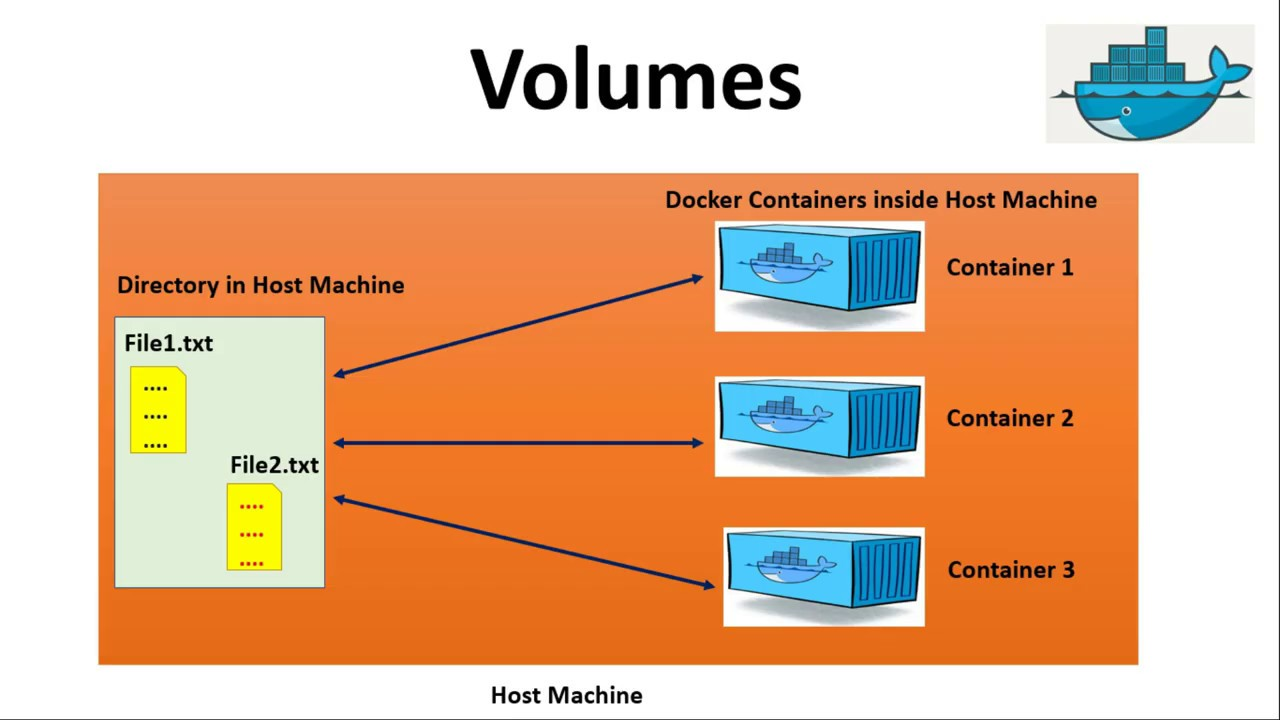 Volumes
Docker Containers inside Host Machine
Container 1
Directory in Host Machine
File1.txt
....
....
....
Container 2
File2.txt
....
....
....
Container 3
Host Machine